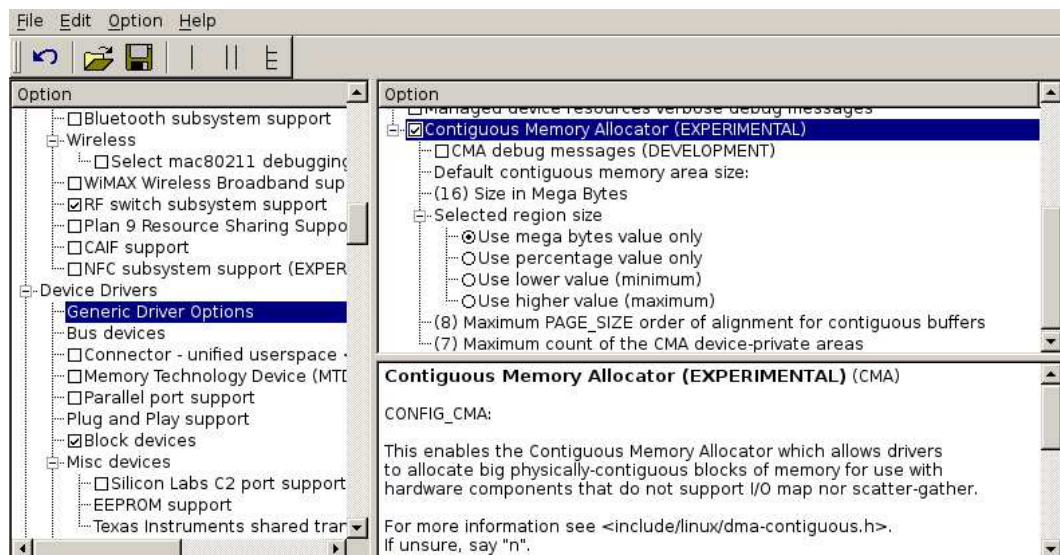 File Edit Option Help
Option
Bluetooth subsystem support
Wireless
Select mac80211 debugging
WiMAX Wireless Broadband sup
RF switch subsystem support
Plan 9 Resource Sharing Suppo
CAIF support
NFC subsystem support (EXPER
Device Drivers
Generic Driver Options
Bus devices
Connector - unified userspace
Memory Technology Device (MTD
Parallel port support
Plug and Play support
Block devices
Misc devices
Silicon Labs C2 port support
EEPROM support
Texas Instruments shared tran
Option
Managed device resources verbose debug messages
Contiguous Memory Allocator (EXPERIMENTAL)
CMA debug messages (DEVELOPMENT)
Default contiguous memory area size:
(16) Size in Mega Bytes
Selected region size
Use mega bytes value only
Use percentage value only
Use lower value (minimum)
Use higher value (maximum)
(8) Maximum PAGE_SIZE order of alignment for contiguous buffers
(7) Maximum count of the CMA device-private areas
Contiguous Memory Allocator (EXPERIMENTAL) (CMA)
CONFIG_CMA:
This enables the Contiguous Memory Allocator which allows drivers
to allocate big physically-contiguous blocks of memory for use with
hardware components that do not support I/O map nor scatter-gather.
For more information see <include/linux/dma-contiguous.h>.
If unsure, say "n".